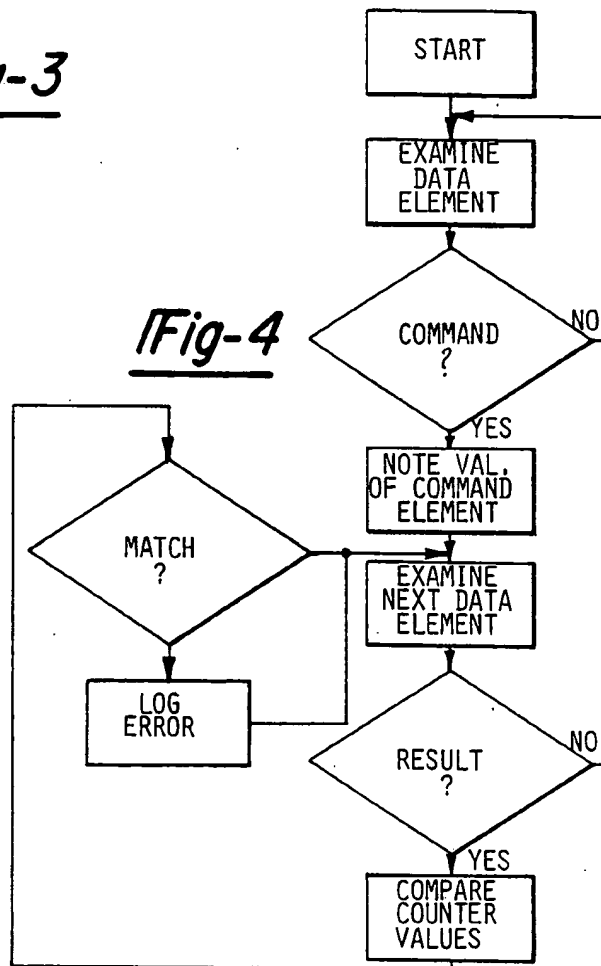 -3
START
EXAMINE
DATA
ELEMENT
Fig-4
COMMAND
?
NO
YES
NOTE VAL.
OF COMMAND
ELEMENT
MATCH
?
EXAMINE
NEXT DATA
ELEMENT
LOG
ERROR
RESULT
?
NO
YES
COMPARE
COUNTER
VALUES